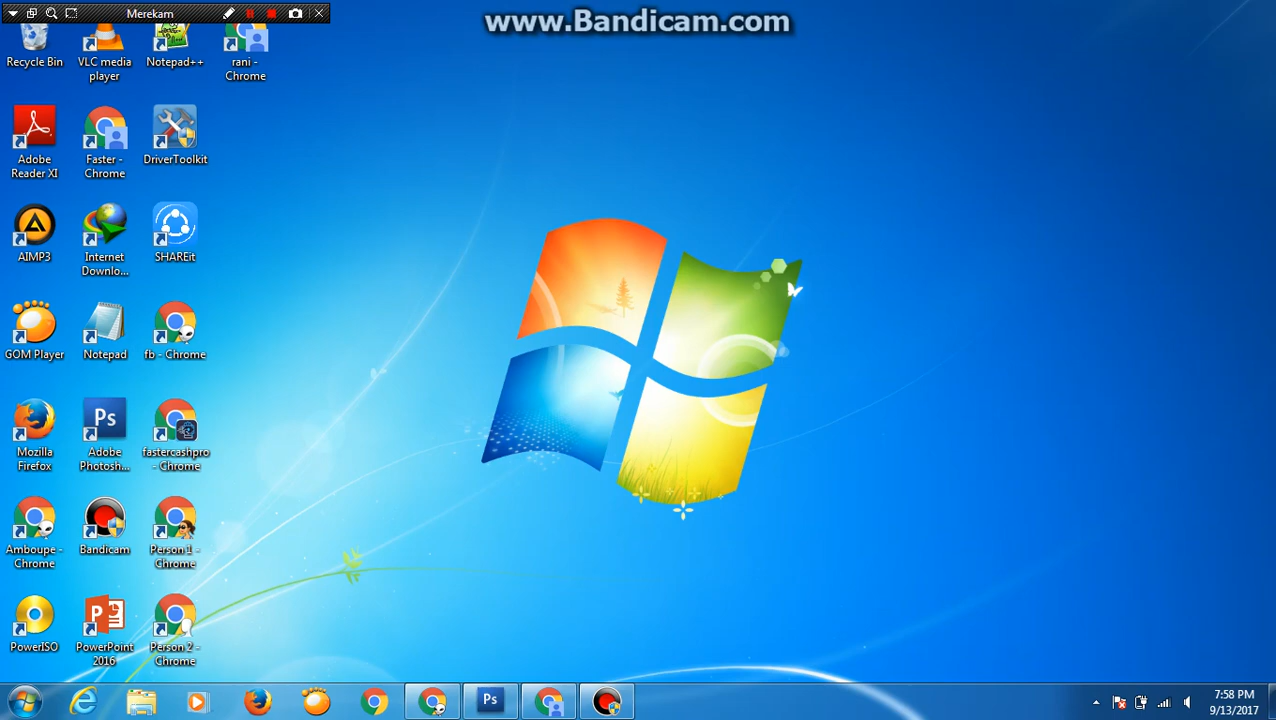 Merekam
www.Bandicam.com
Recycle Bin
VLC media
player
Notepad++
rani -
Chrome
Adobe
Reader XI
Faster -
Chrome
DriverToolkit
AIMP3
Internet
Downlo...
SHAREit
GOM Player
Notepad
fb - Chrome
Mozilla
Firefox
Ps
Adobe
Photosh...
fastercashpro
- Chrome
Amboupe -
Chrome
Bandicam
Person 1 -
Chrome
PowerISO
P
PowerPoint
2016
Person 2 -
Chrome
Ps
7:58 PM
9/13/2017